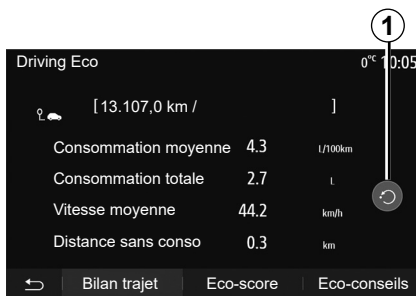 1
Driving Eco 0°C 10:05
[13.107,0 km / ]
Consommation moyenne 4.3 L/100km
Consommation totale 2.7 L
Vitesse moyenne 44.2 km/h
Distance sans conso 0.3 km
Bilan trajet Eco-score Eco-conseils